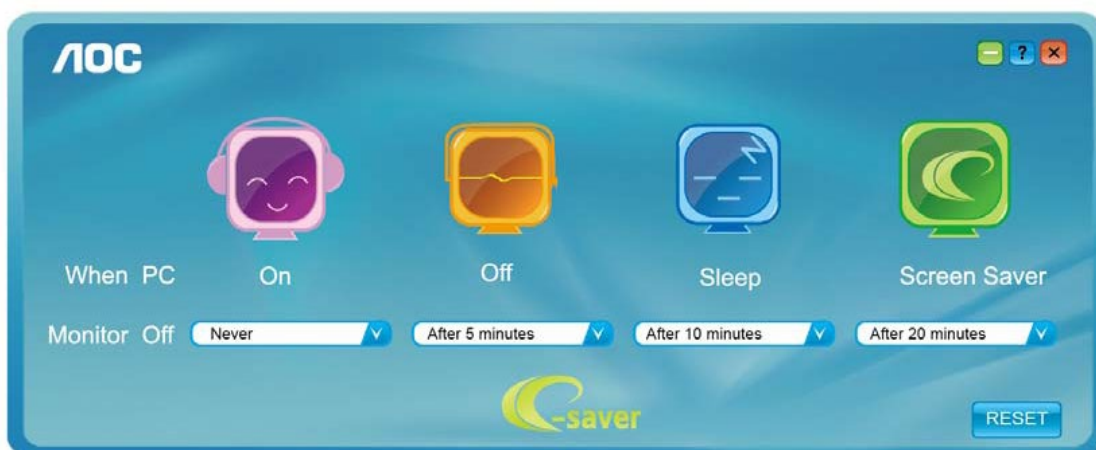 AOC
?
When PC On Off Sleep Screen Saver
Monitor Off Never After 5 minutes After 10 minutes After 20 minutes
e-saver
RESET